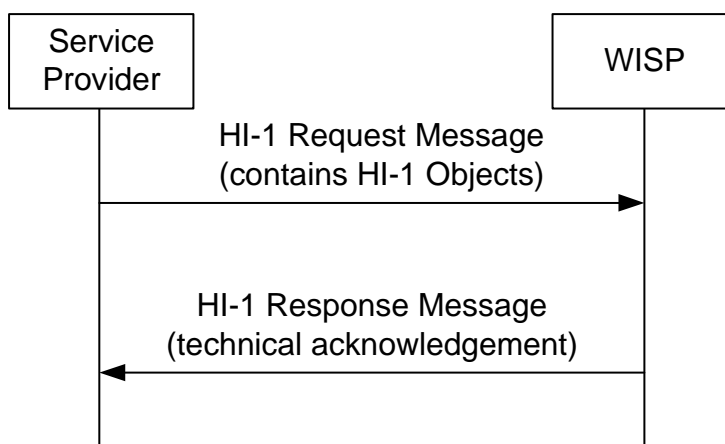 Service
Provider
WISP
HI-1 Request Message
(contains HI-1 Objects)
HI-1 Response Message
(technical acknowledgement)